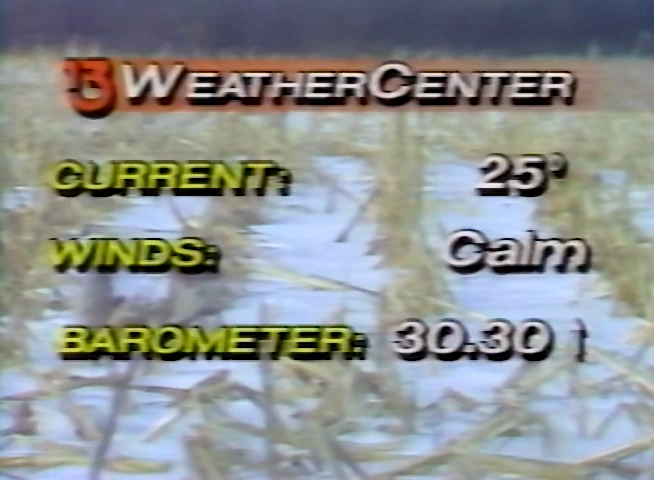 13 WEATHERCENTER
CURRENT: 25°
WINDS: Calm
BAROMETER: 30.30 ↑